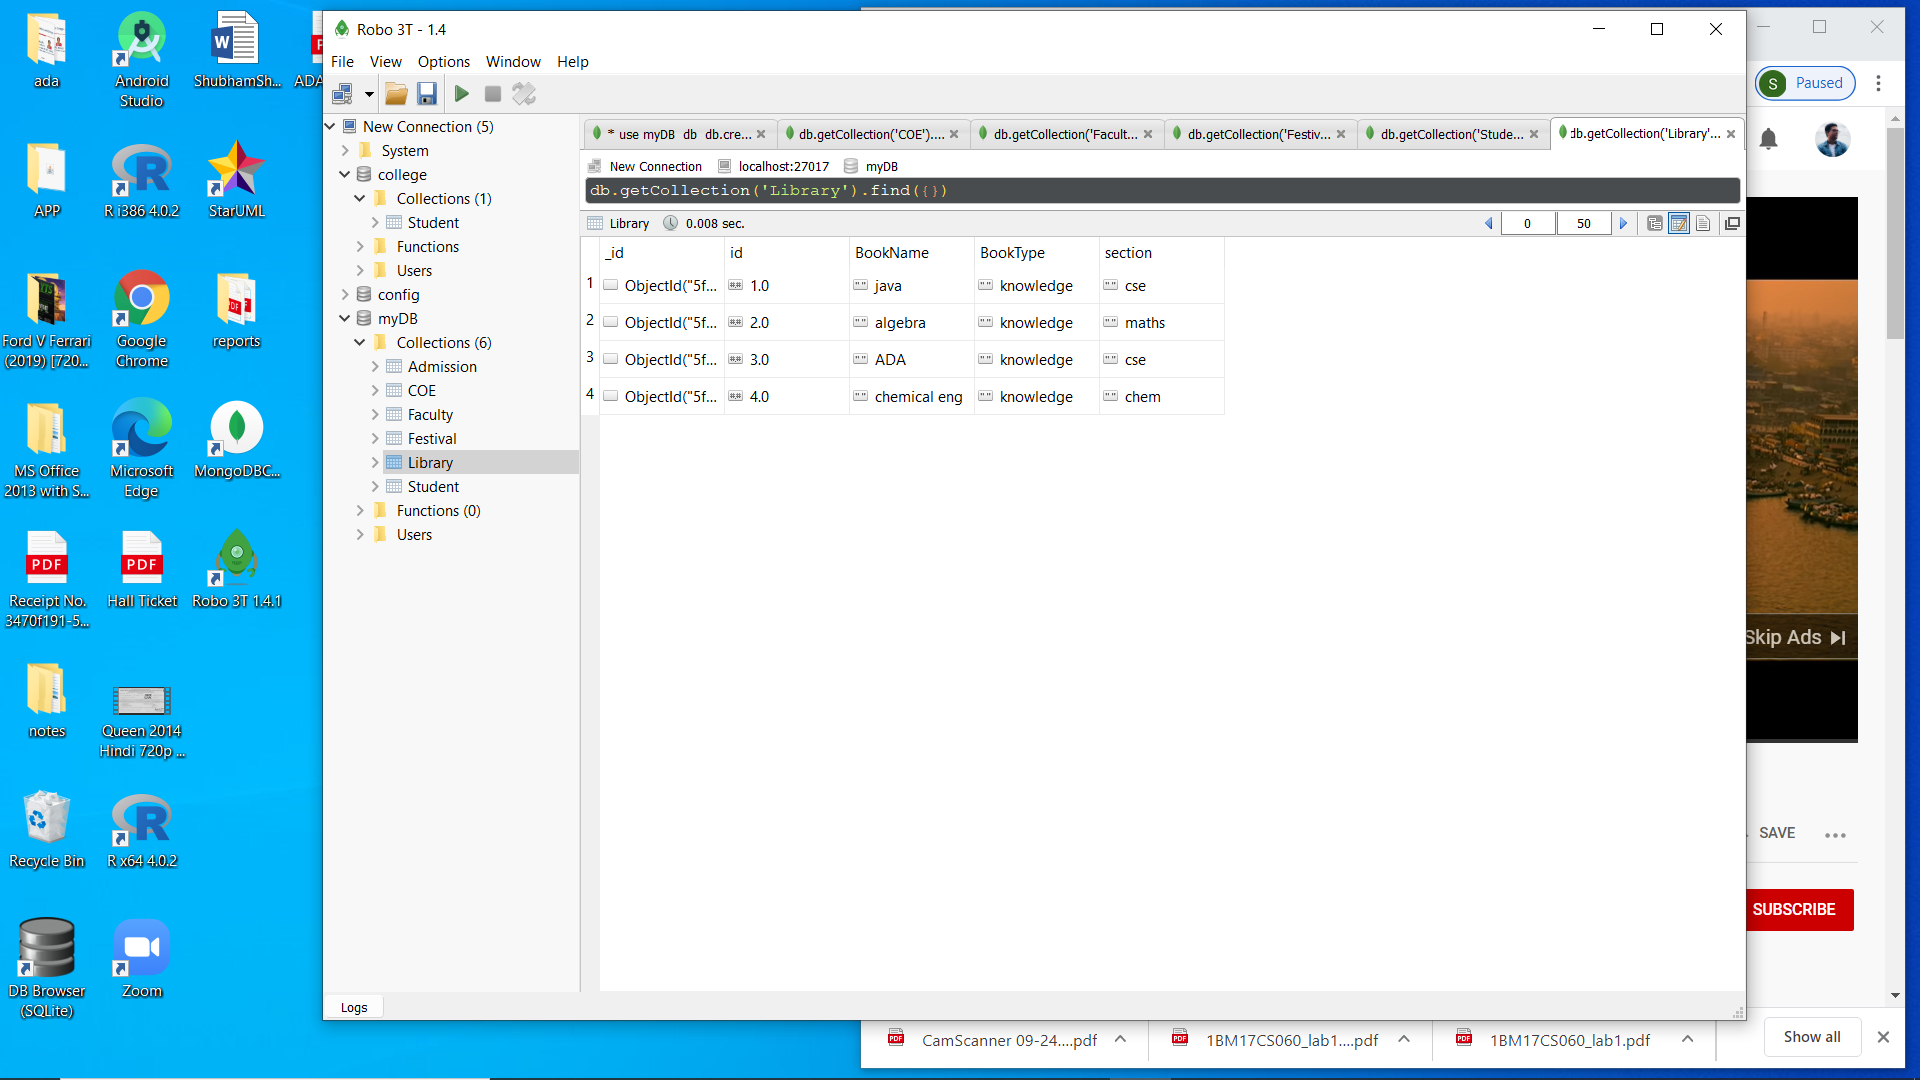 ada
Android
Studio
ShubhamSh...
ADA
APP
R i386 4.0.2
StarUML
Ford V Ferrari
(2019) [720...
Google
Chrome
reports
MS Office
2013 with S...
Microsoft
Edge
MongoDBC...
Receipt No.
3470f191-5...
Hall Ticket
Robo 3T 1.4.1
notes
Queen 2014
Hindi 720p ...
Recycle Bin
R x64 4.0.2
DB Browser
(SQLite)
Zoom
Robo 3T - 1.4
File View Options Window Help
New Connection (5)
System
college
Collections (1)
Student
Functions
Users
config
myDB
Collections (6)
Admission
COE
Faculty
Festival
Library
Student
Functions (0)
Users
Logs
* use myDB db db.cre...
db.getCollection('COE')....
db.getCollection('Facult...
db.getCollection('Festiv...
db.getCollection('Stude...
db.getCollection('Library'...
New Connection localhost:27017 myDB
db.getCollection('Library').find({})
Library 0.008 sec. 0 50
_id id BookName BookType section
1 ObjectId("5f... 1.0 java knowledge cse
2 ObjectId("5f... 2.0 algebra knowledge maths
3 ObjectId("5f... 3.0 ADA knowledge cse
4 ObjectId("5f... 4.0 chemical eng knowledge chem
S Paused
Skip Ads
SAVE
SUBSCRIBE
CamScanner 09-24....pdf
1BM17CS060_lab1....pdf
1BM17CS060_lab1.pdf
Show all